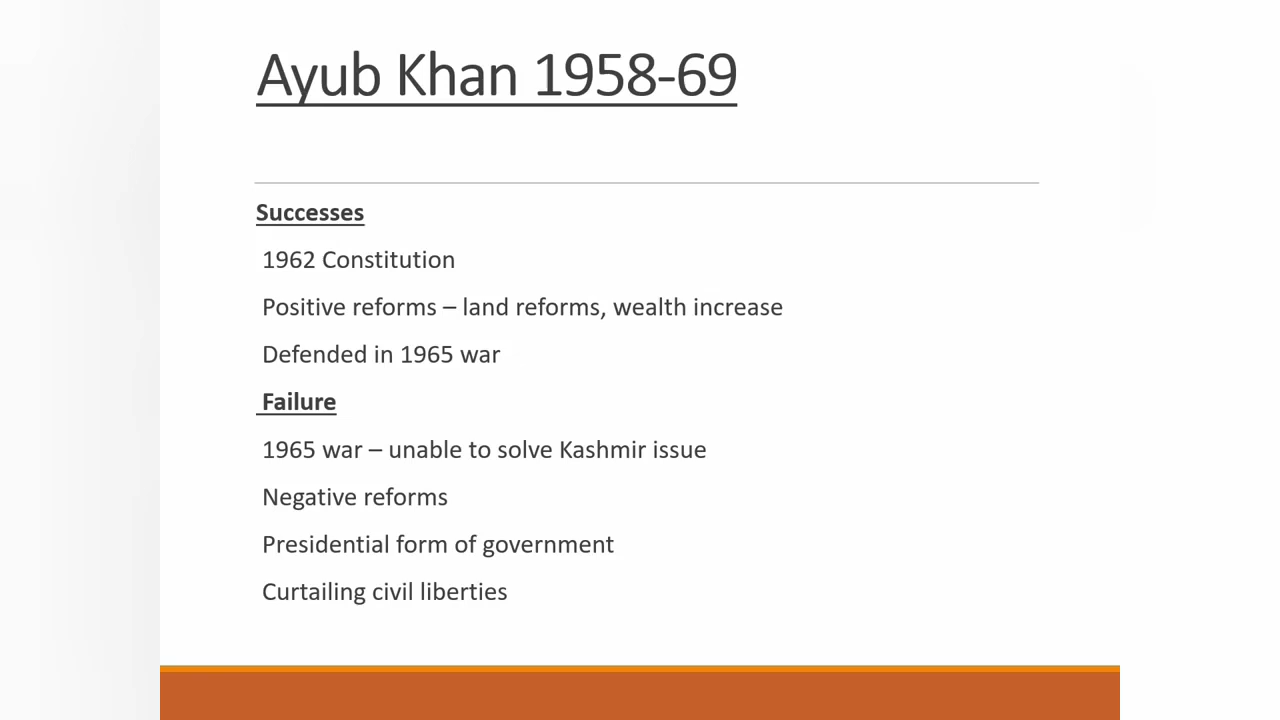 Ayub Khan 1958-69
Successes
1962 Constitution
Positive reforms – land reforms, wealth increase
Defended in 1965 war
Failure
1965 war – unable to solve Kashmir issue
Negative reforms
Presidential form of government
Curtailing civil liberties